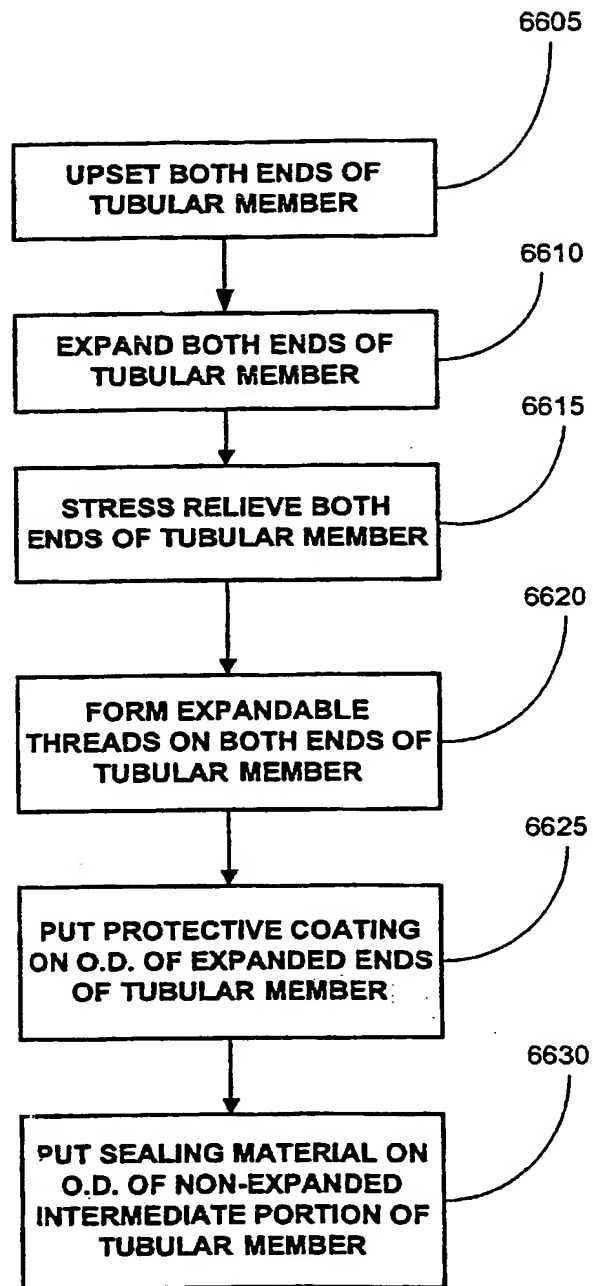 6605
UPSET BOTH ENDS OF
TUBULAR MEMBER
6610
EXPAND BOTH ENDS OF
TUBULAR MEMBER
6615
STRESS RELIEVE BOTH
ENDS OF TUBULAR MEMBER
6620
FORM EXPANDABLE
THREADS ON BOTH ENDS OF
TUBULAR MEMBER
6625
PUT PROTECTIVE COATING
ON O.D. OF EXPANDED ENDS
OF TUBULAR MEMBER
6630
PUT SEALING MATERIAL ON
O.D. OF NON-EXPANDED
INTERMEDIATE PORTION OF
TUBULAR MEMBER